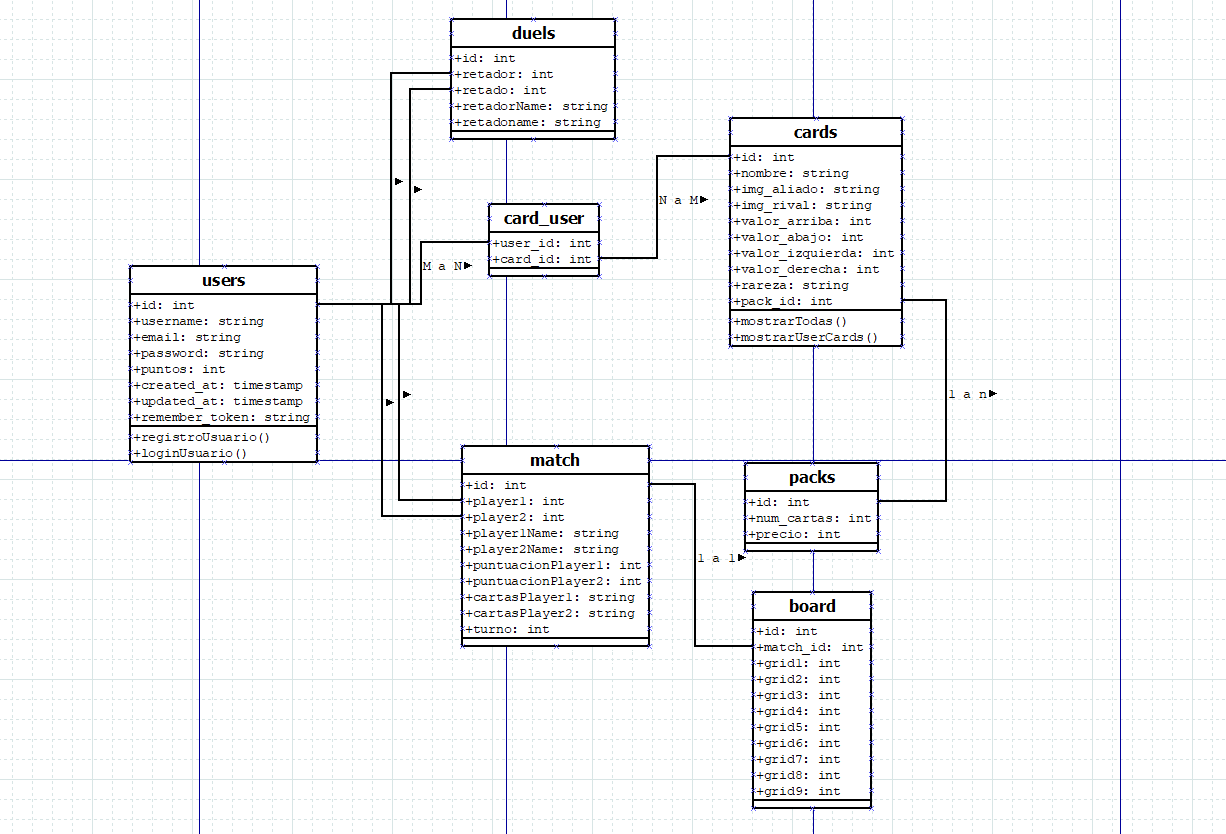 duels
+id: int
+retador: int
+retado: int
+retadorName: string
+retadoname: string
cards
+id: int
+nombre: string
+img_aliado: string
+img_rival: string
+valor_arriba: int
+valor_abajo: int
+valor_izquierda: int
+valor_derecha: int
+rareza: string
+pack_id: int
+mostrarTodas()
+mostrarUserCards()
N a M
card_user
+user_id: int
+card_id: int
M a N
users
+id: int
+username: string
+email: string
+password: string
+puntos: int
+created_at: timestamp
+updated_at: timestamp
+remember_token: string
+registroUsuario()
+loginUsuario()
1 a n
match
+id: int
+player1: int
+player2: int
+player1Name: string
+player2Name: string
+puntuacionPlayer1: int
+puntuacionPlayer2: int
+cartasPlayer1: string
+cartasPlayer2: string
+turno: int
packs
+id: int
+num_cartas: int
+precio: int
1 a 1
board
+id: int
+match_id: int
+grid1: int
+grid2: int
+grid3: int
+grid4: int
+grid5: int
+grid6: int
+grid7: int
+grid8: int
+grid9: int